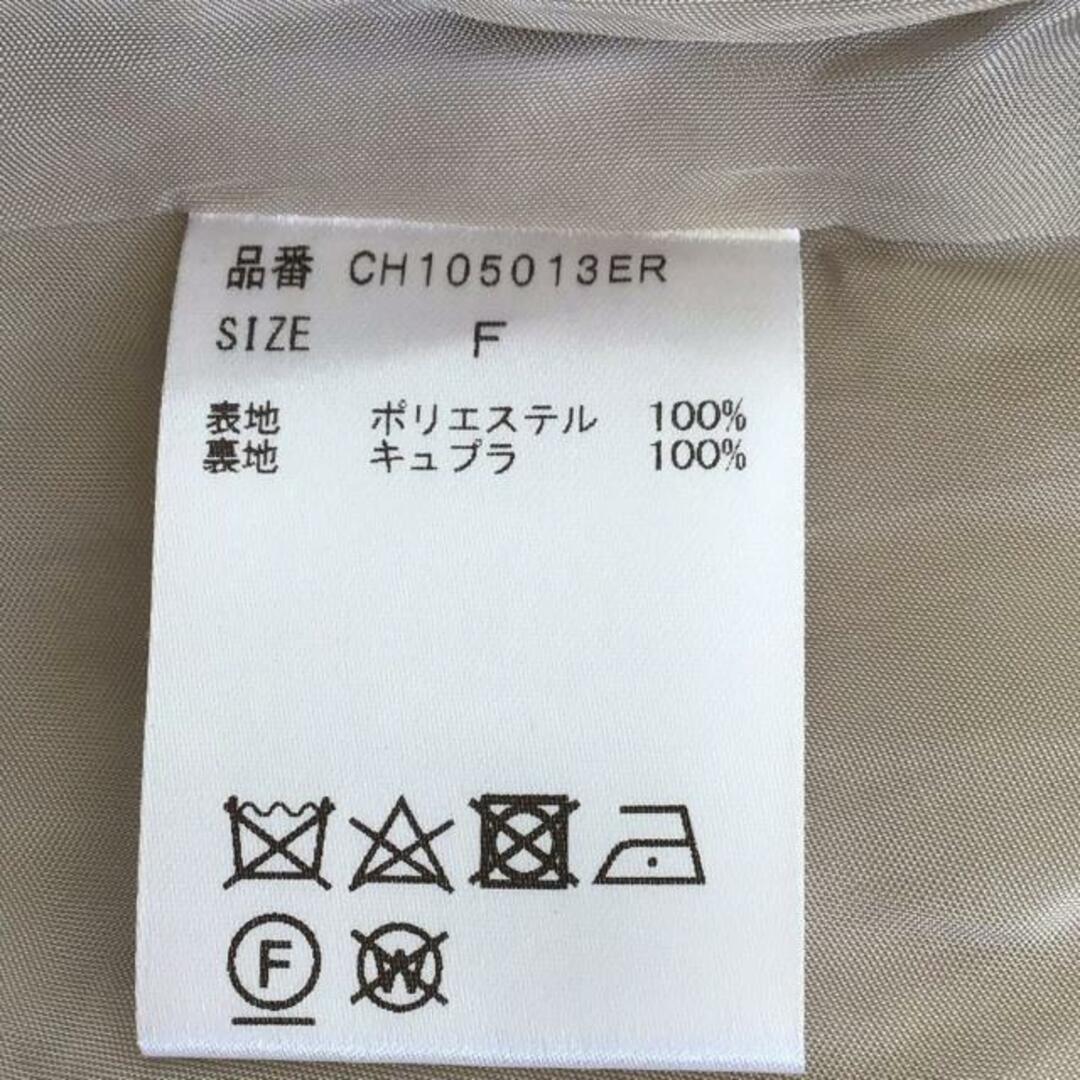 品番 CH105013ER
SIZE F
表地 ポリエステル 100%
裏地 キュプラ 100%
F W